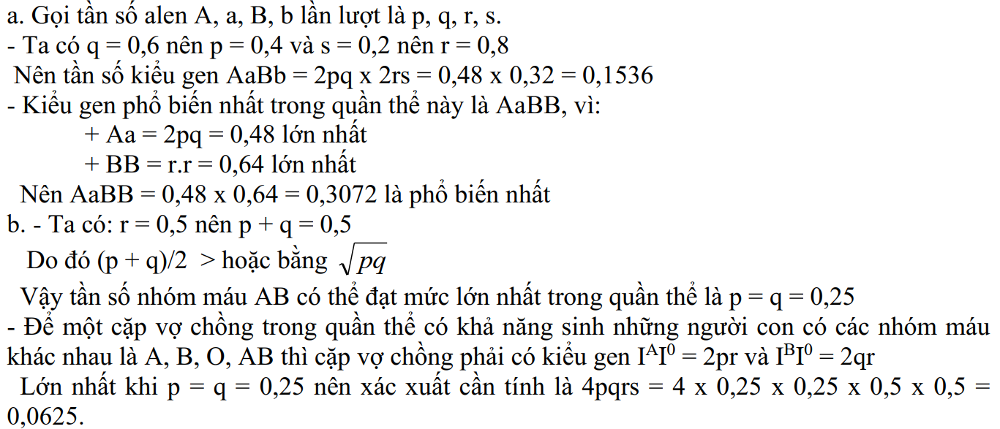 a. Gọi tần số alen A, a, B, b lần lượt là p, q, r, s.
- Ta có q = 0,6 nên p = 0,4 và s = 0,2 nên r = 0,8
Nên tần số kiểu gen AaBb = 2pq x 2rs = 0,48 x 0,32 = 0,1536
- Kiểu gen phổ biến nhất trong quần thể này là AaBB, vì:
+ Aa = 2pq = 0,48 lớn nhất
+ BB = r.r = 0,64 lớn nhất
Nên AaBB = 0,48 x 0,64 = 0,3072 là phổ biến nhất
b. - Ta có: r = 0,5 nên p + q = 0,5
Do đó (p + q)/2 > hoặc bằng √pq
Vậy tần số nhóm máu AB có thể đạt mức lớn nhất trong quần thể là p = q = 0,25
- Để một cặp vợ chồng trong quần thể có khả năng sinh những người con có các nhóm máu
khác nhau là A, B, O, AB thì cặp vợ chồng phải có kiểu gen IᴬI⁰ = 2pr và IᴮI⁰ = 2qr
Lớn nhất khi p = q = 0,25 nên xác xuất cần tính là 4pqrs = 4 x 0,25 x 0,25 x 0,5 x 0,5 =
0,0625.